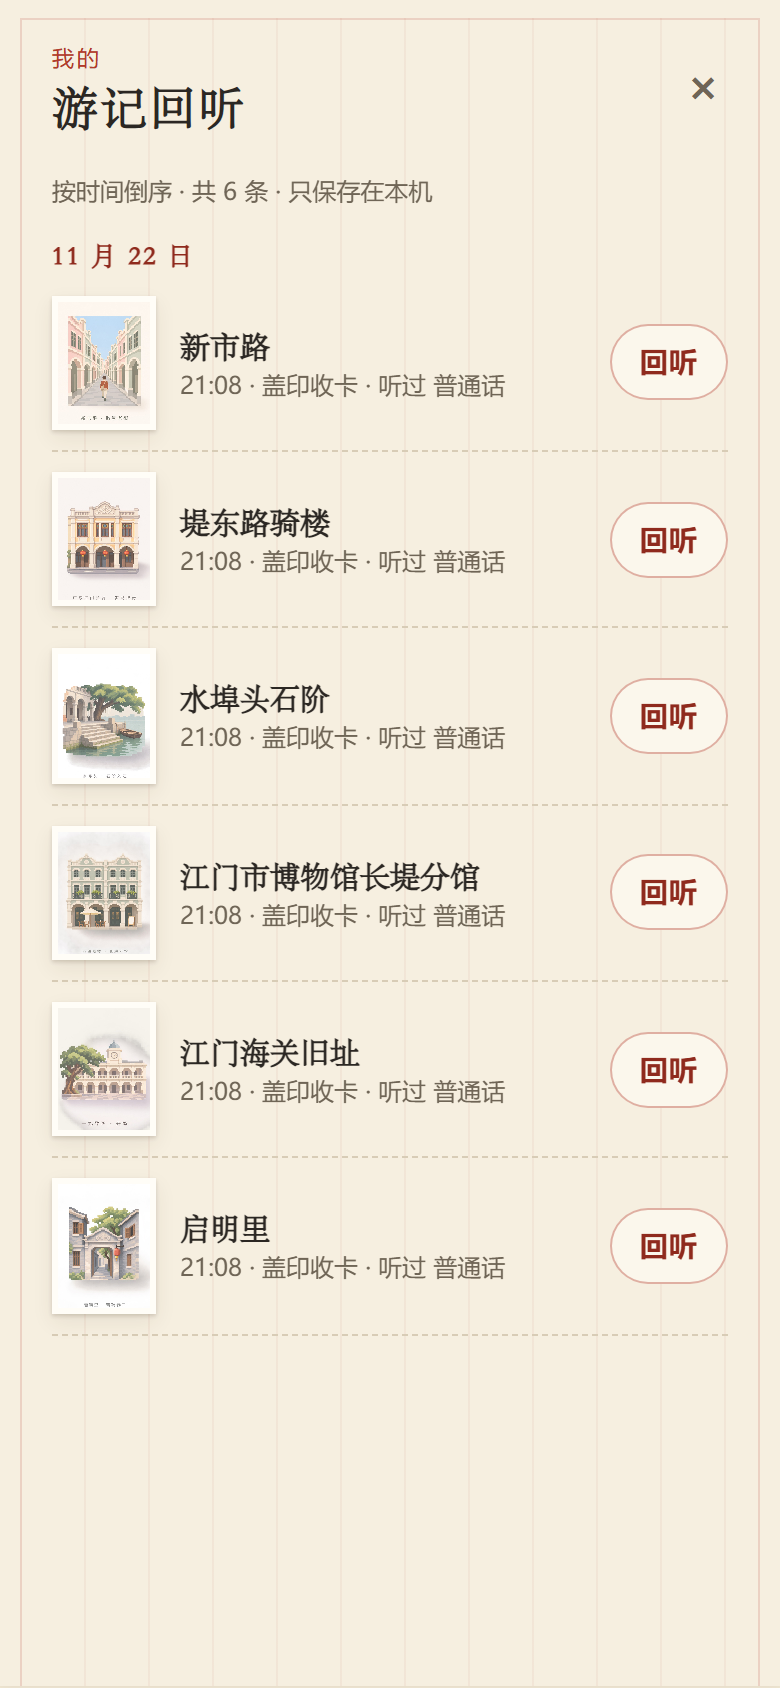 我的
游记回听
×
按时间倒序 · 共 6 条 · 只保存在本机
11 月 22 日
新市路
21:08 · 盖印收卡 · 听过 普通话
回听
堤东路骑楼
21:08 · 盖印收卡 · 听过 普通话
回听
水埠头石阶
21:08 · 盖印收卡 · 听过 普通话
回听
江门市博物馆长堤分馆
21:08 · 盖印收卡 · 听过 普通话
回听
江门海关旧址
21:08 · 盖印收卡 · 听过 普通话
回听
启明里
21:08 · 盖印收卡 · 听过 普通话
回听